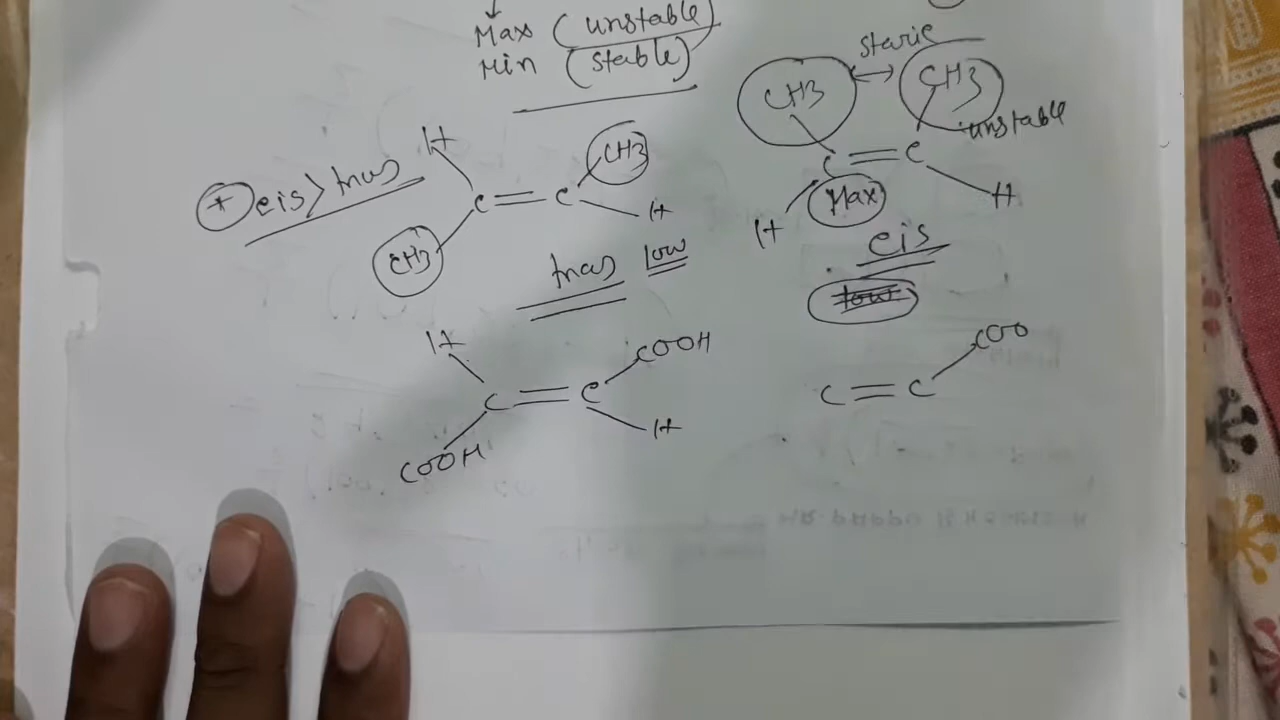 Max (unstable)
Min (stable)
steric
CH3 CH3
unstable
H CH3
* cis > trans
C = C
C = C
H
CH3
H
Max
H
H
trans low
cis
low
H COOH
C = C
H
COOH
COO
C = C